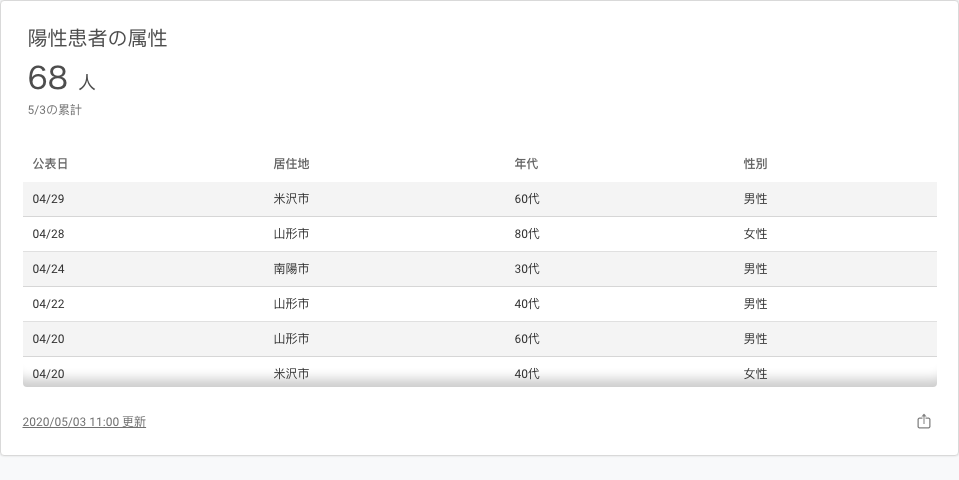 陽性患者の属性
68 人
5/3の累計
公表日 居住地 年代 性別
04/29 米沢市 60代 男性
04/28 山形市 80代 女性
04/24 南陽市 30代 男性
04/22 山形市 40代 男性
04/20 山形市 60代 男性
04/20 米沢市 40代 女性
2020/05/03 11:00 更新